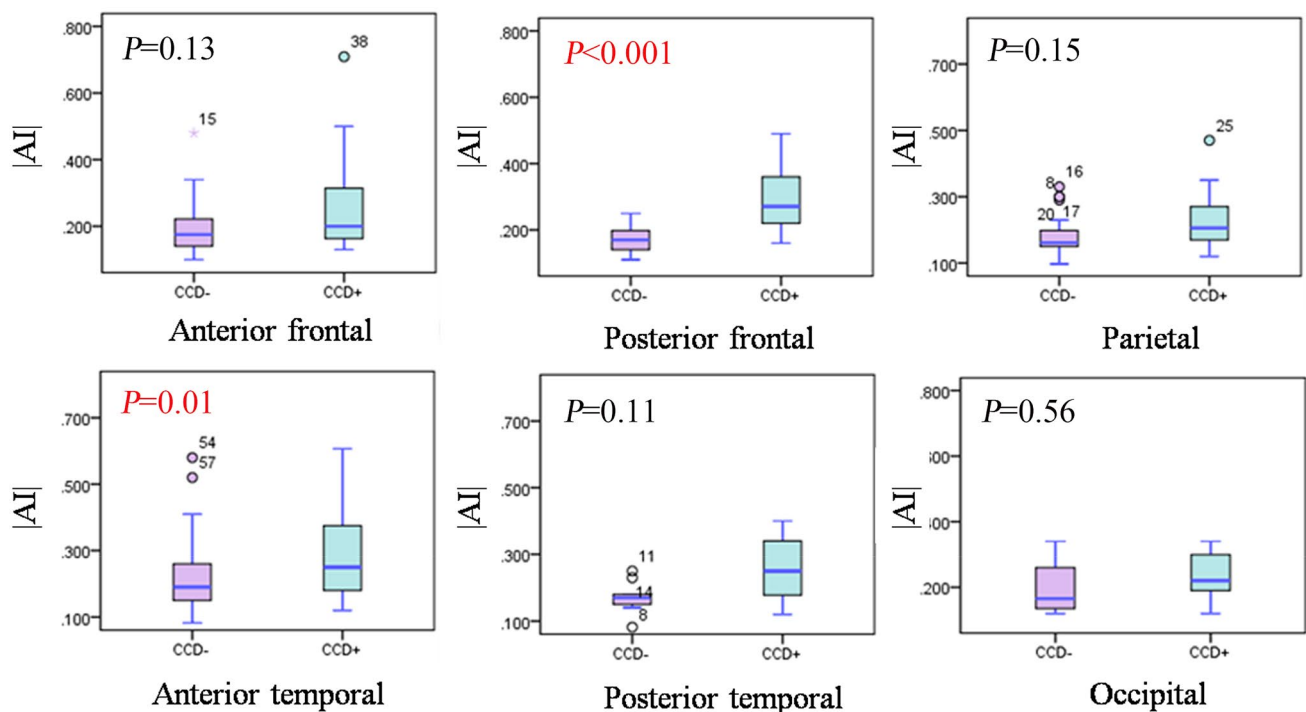 P=0.13
|AI|
.800
.600
.400
.200
15
38
CCD-
CCD+
Anterior frontal
P<0.001
|AI|
.800
.600
.400
.200
CCD-
CCD+
Posterior frontal
P=0.15
|AI|
.700
.500
.300
.100
8
16
20
17
25
CCD-
CCD+
Parietal
P=0.01
|AI|
.700
.500
.300
.100
54
57
CCD-
CCD+
Anterior temporal
P=0.11
|AI|
.700
.500
.300
.100
11
14
8
CCD-
CCD+
Posterior temporal
P=0.56
|AI|
.800
.600
.400
.200
CCD-
CCD+
Occipital